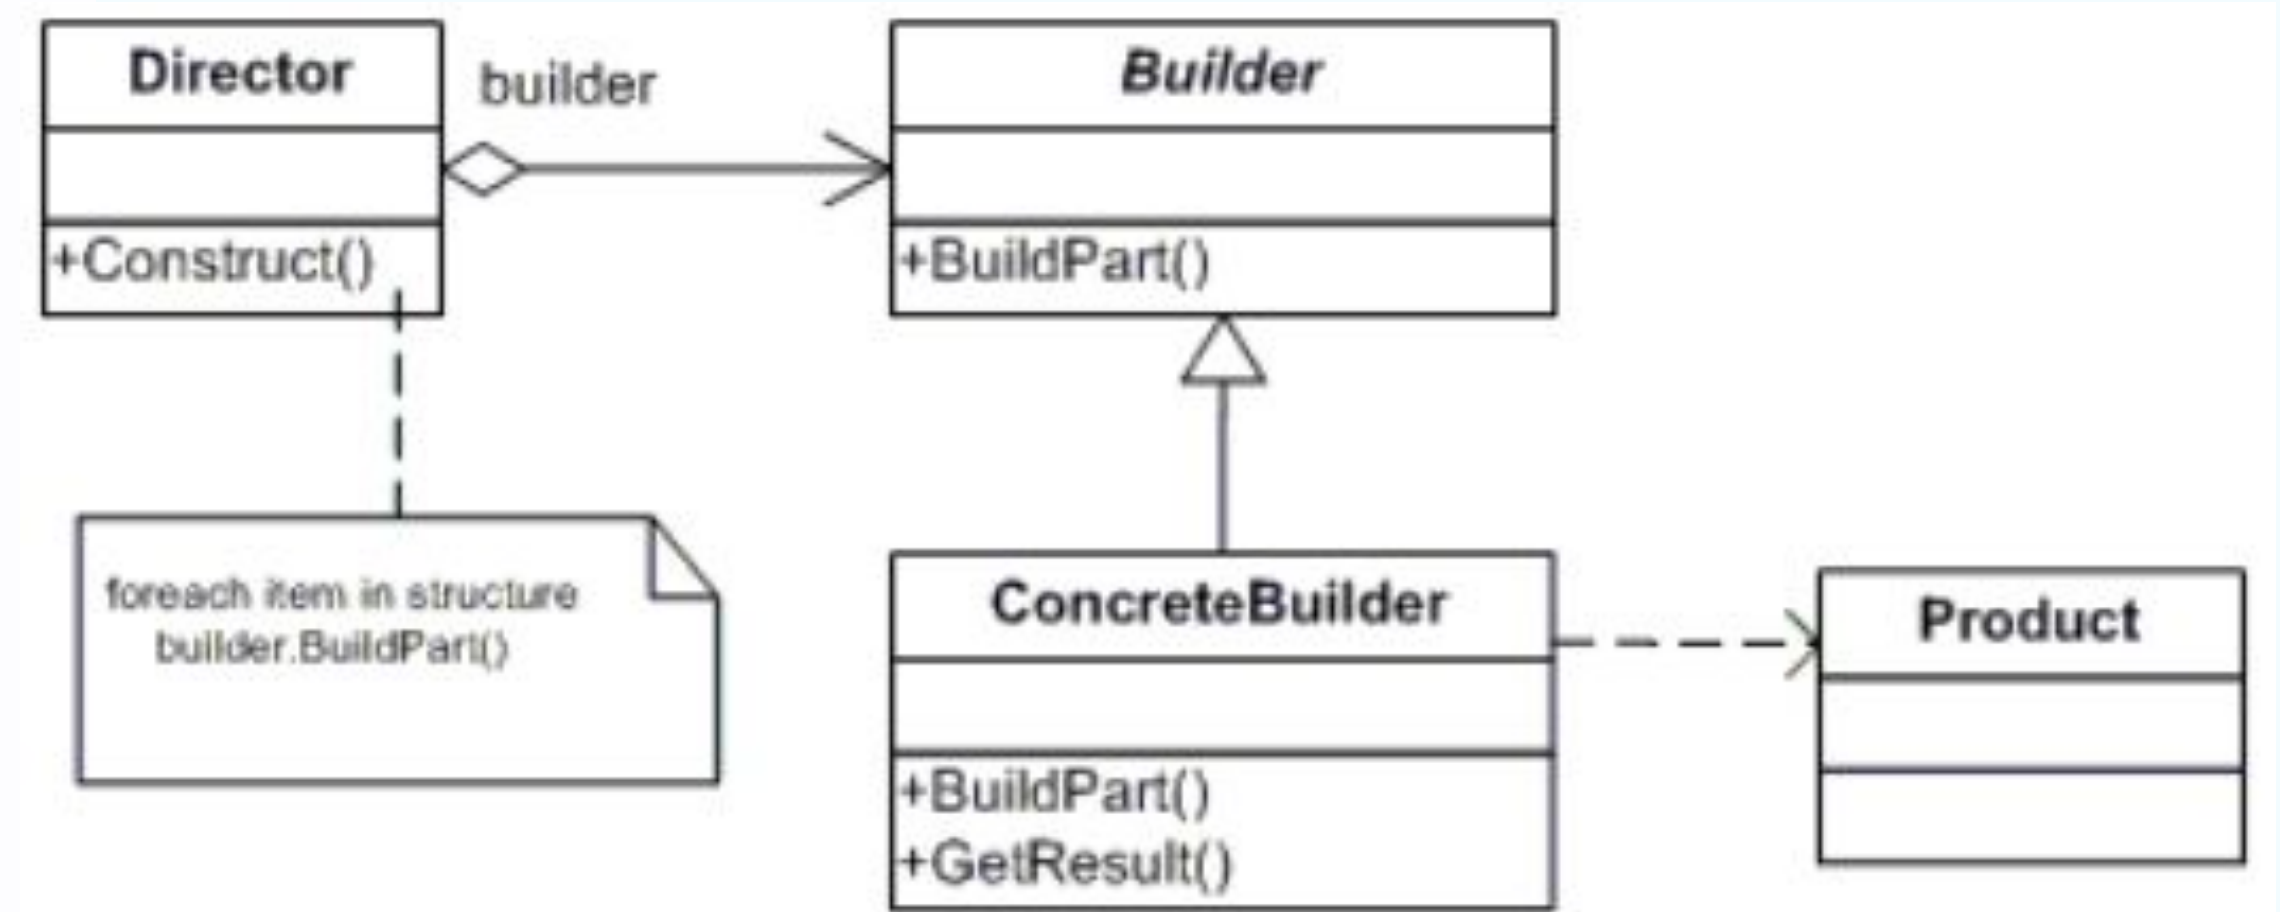 Director
builder
Builder
+Construct()
+BuildPart()
foreach item in structure
builder.BuildPart()
ConcreteBuilder
+BuildPart()
+GetResult()
Product